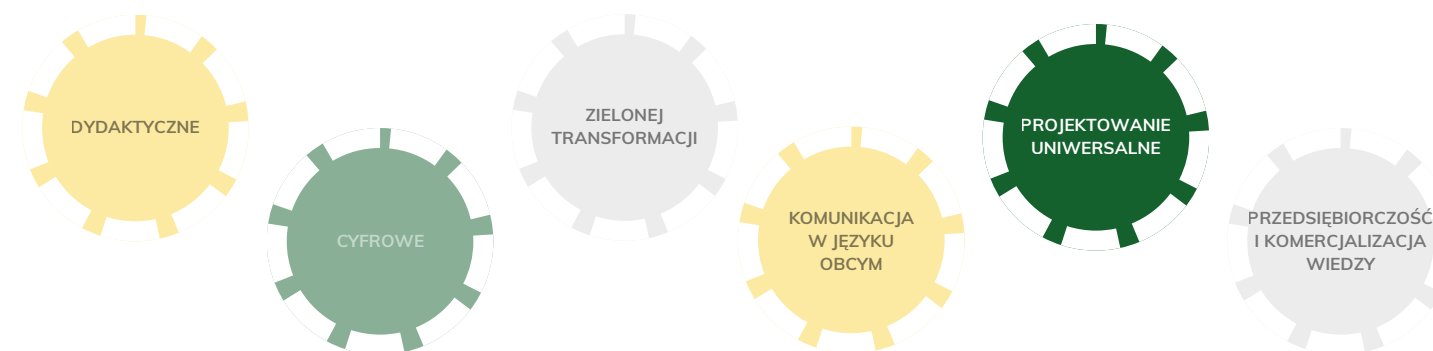 DYDAKTYCZNE
CYFROWE
ZIELONEJ
TRANSFORMACJI
KOMUNIKACJA
W JĘZYKU
OBCYM
PROJEKTOWANIE
UNIWERSALNE
PRZEDSIĘBIORCZOŚĆ
I KOMERCJALIZACJA
WIEDZY